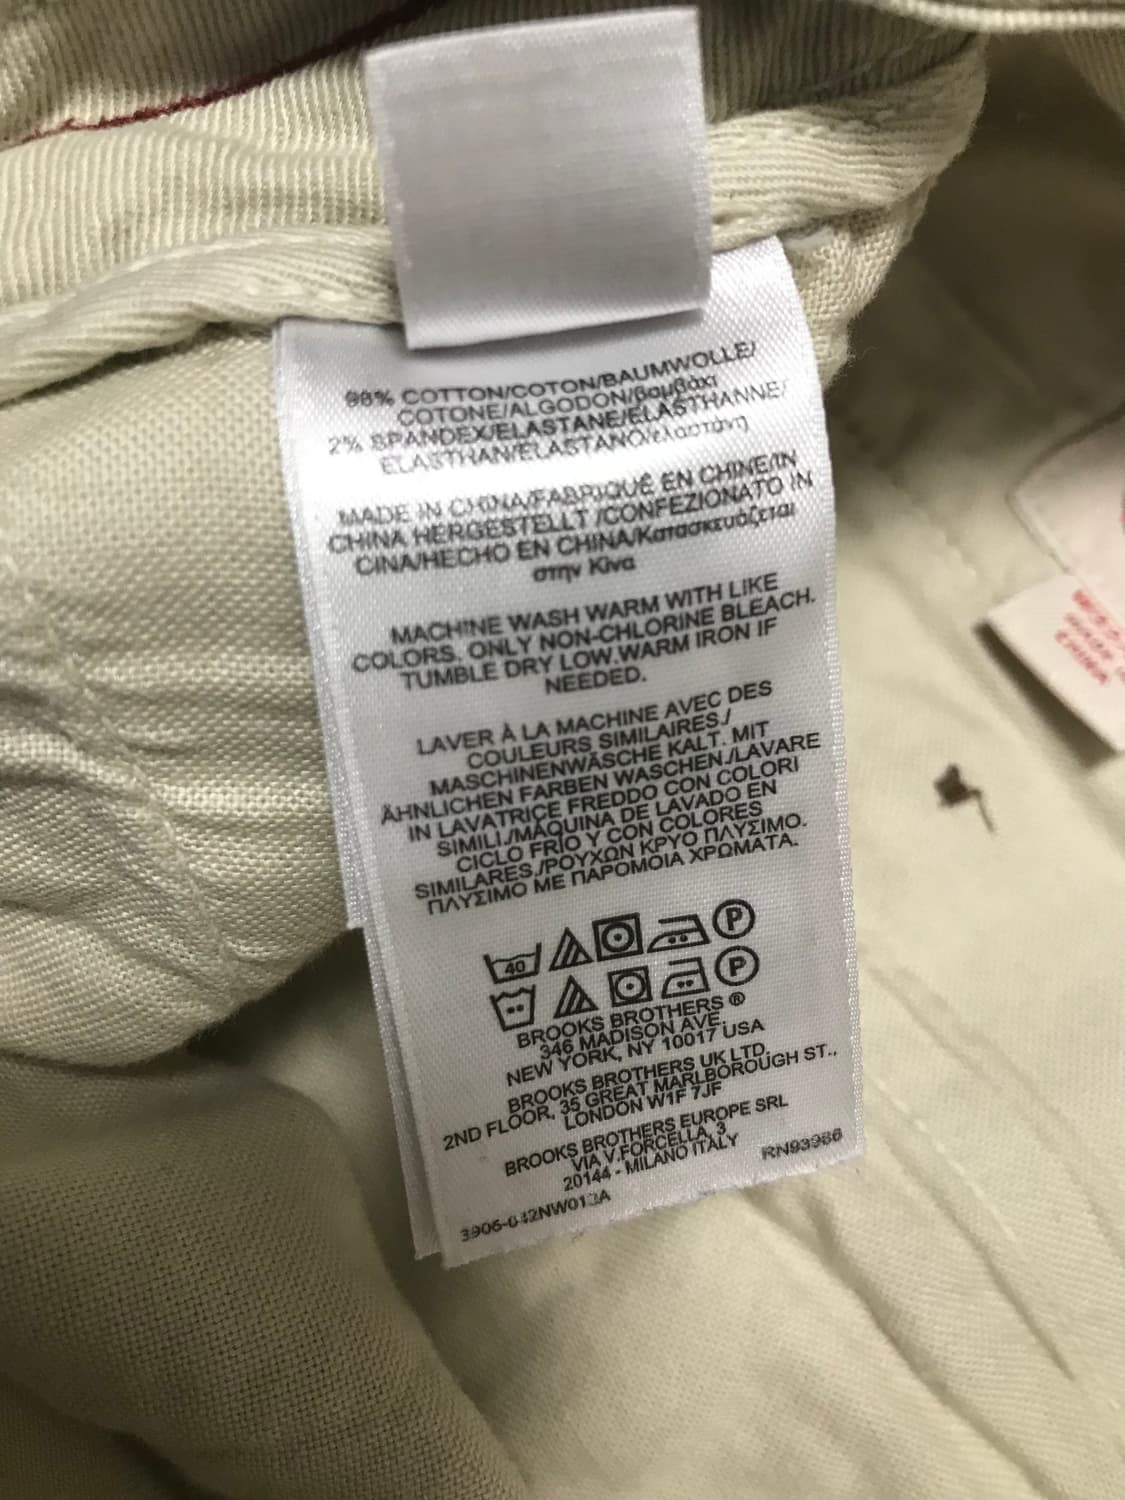 98% COTTON/COTON/BAUMWOLLE/
COTONE/ALGODON/βαμβάκι
2% SPANDEX/ELASTANE/ELASTHANNE/
ELASTHAN/ELASTANO/ελαστάνη
MADE IN CHINA/FABRIQUÉ EN CHINE/IN
CHINA HERGESTELLT /CONFEZIONATO IN
CINA/HECHO EN CHINA/Κατασκευάζεται
στην Κίνα
MACHINE WASH WARM WITH LIKE
COLORS. ONLY NON-CHLORINE BLEACH.
TUMBLE DRY LOW.WARM IRON IF
NEEDED.
LAVER À LA MACHINE AVEC DES
COULEURS SIMILAIRES./
MASCHINENWÄSCHE KALT. MIT
ÄHNLICHEN FARBEN WASCHEN./LAVARE
IN LAVATRICE FREDDO CON COLORI
SIMILI./MÁQUINA DE LAVADO EN
CICLO FRÍO Y CON COLORES
SIMILARES./ΡΟΥΧΩΝ ΚΡΥΟ ΠΛΥΣΙΜΟ.
ΠΛΥΣΙΜΟ ΜΕ ΠΑΡΟΜΟΙΑ ΧΡΩΜΑΤΑ.
40 P
P
BROOKS BROTHERS ®
346 MADISON AVE.
NEW YORK, NY 10017 USA
BROOKS BROTHERS UK LTD.
2ND FLOOR, 35 GREAT MARLBOROUGH ST.,
LONDON W1F 7JF
BROOKS BROTHERS EUROPE SRL
VIA V.FORCELLA, 3
20144 - MILANO ITALY
RN93986
CHINA